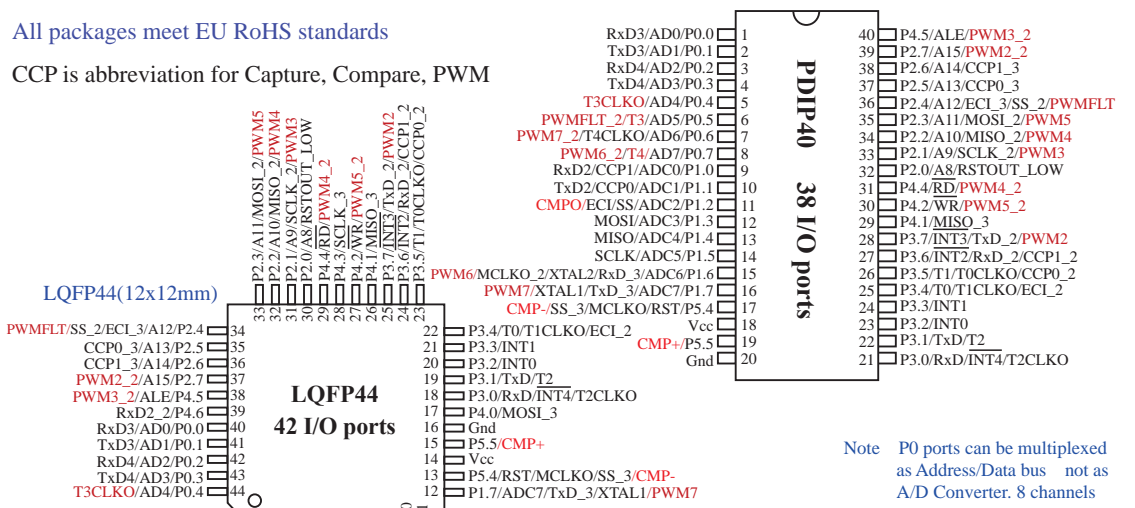 All packages meet EU RoHS standards
CCP is abbreviation for Capture, Compare, PWM
P2.3/A11/MOSI_2/PWM5
P2.2/A10/MISO_2/PWM4
P2.1/A9/SCLK_2/PWM3
P2.0/A8/RSTOUT_LOW
P4.4/RD/PWM4_2
P4.3/SCLK_3
P4.2/WR/PWM5_2
P4.1/MISO_3
P3.7/INT3/TxD_2/PWM2
P3.6/INT2/RxD_2/CCP1_2
P3.5/T1/T0CLKO/CCP0_2
33 32 31 30 29 28 27 26 25 24 23
LQFP44(12x12mm)
PWMFLT/SS_2/ECI_3/A12/P2.4 34
CCP0_3/A13/P2.5 35
CCP1_3/A14/P2.6 36
PWM2_2/A15/P2.7 37
PWM3_2/ALE/P4.5 38
RxD2_2/P4.6 39
RxD3/AD0/P0.0 40
TxD3/AD1/P0.1 41
RxD4/AD2/P0.2 42
TxD4/AD3/P0.3 43
T3CLKO/AD4/P0.4 44
LQFP44
42 I/O ports
22 P3.4/T0/T1CLKO/ECI_2
21 P3.3/INT1
20 P3.2/INT0
19 P3.1/TxD/T2
18 P3.0/RxD/INT4/T2CLKO
17 P4.0/MOSI_3
16 Gnd
15 P5.5/CMP+
14 Vcc
13 P5.4/RST/MCLKO/SS_3/CMP-
12 P1.7/ADC7/TxD_3/XTAL1/PWM7
RxD3/AD0/P0.0 1
TxD3/AD1/P0.1 2
RxD4/AD2/P0.2 3
TxD4/AD3/P0.3 4
T3CLKO/AD4/P0.4 5
PWMFLT_2/T3/AD5/P0.5 6
PWM7_2/T4CLKO/AD6/P0.6 7
PWM6_2/T4/AD7/P0.7 8
RxD2/CCP1/ADC0/P1.0 9
TxD2/CCP0/ADC1/P1.1 10
CMPO/ECI/SS/ADC2/P1.2 11
MOSI/ADC3/P1.3 12
MISO/ADC4/P1.4 13
SCLK/ADC5/P1.5 14
PWM6/MCLKO_2/XTAL2/RxD_3/ADC6/P1.6 15
PWM7/XTAL1/TxD_3/ADC7/P1.7 16
CMP-/SS_3/MCLKO/RST/P5.4 17
Vcc 18
CMP+/P5.5 19
Gnd 20
PDIP40 38 I/O ports
40 P4.5/ALE/PWM3_2
39 P2.7/A15/PWM2_2
38 P2.6/A14/CCP1_3
37 P2.5/A13/CCP0_3
36 P2.4/A12/ECI_3/SS_2/PWMFLT
35 P2.3/A11/MOSI_2/PWM5
34 P2.2/A10/MISO_2/PWM4
33 P2.1/A9/SCLK_2/PWM3
32 P2.0/A8/RSTOUT_LOW
31 P4.4/RD/PWM4_2
30 P4.2/WR/PWM5_2
29 P4.1/MISO_3
28 P3.7/INT3/TxD_2/PWM2
27 P3.6/INT2/RxD_2/CCP1_2
26 P3.5/T1/T0CLKO/CCP0_2
25 P3.4/T0/T1CLKO/ECI_2
24 P3.3/INT1
23 P3.2/INT0
22 P3.1/TxD/T2
21 P3.0/RxD/INT4/T2CLKO
Note P0 ports can be multiplexed
as Address/Data bus not as
A/D Converter. 8 channels